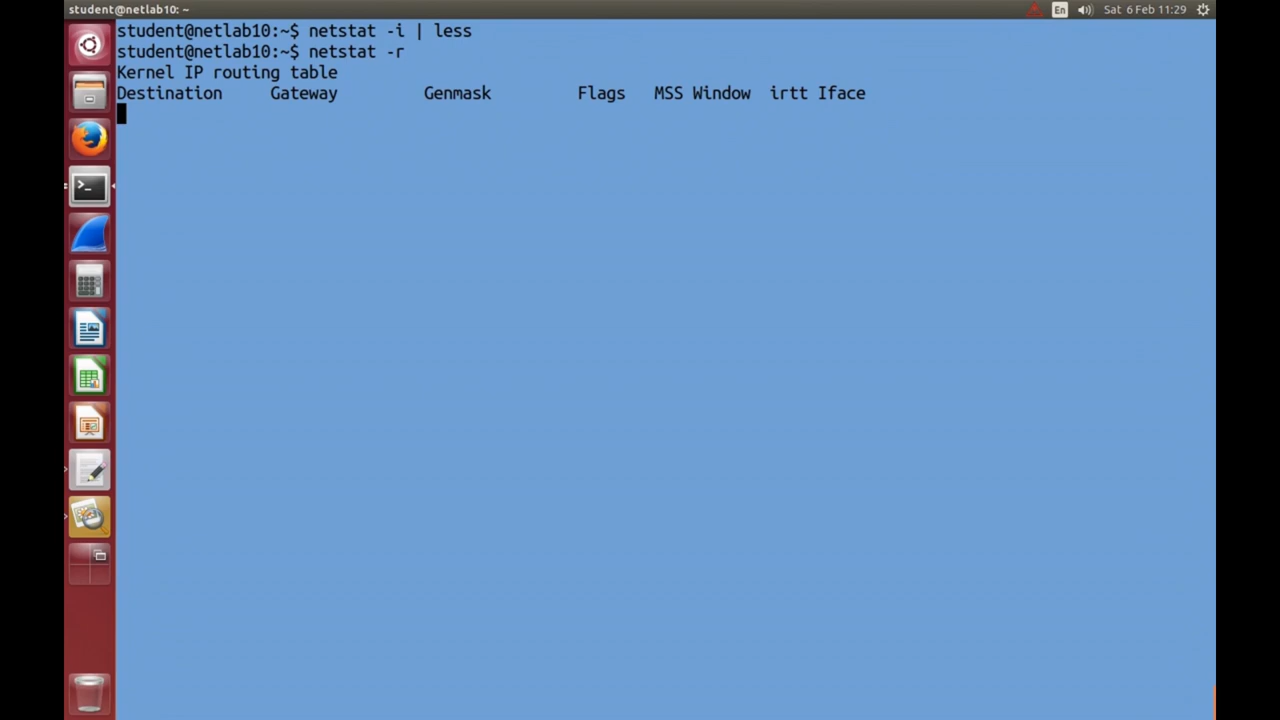 student@netlab10: ~
En
Sat 6 Feb 11:29
student@netlab10:~$ netstat -i | less
student@netlab10:~$ netstat -r
Kernel IP routing table
Destination     Gateway         Genmask         Flags   MSS Window  irtt Iface